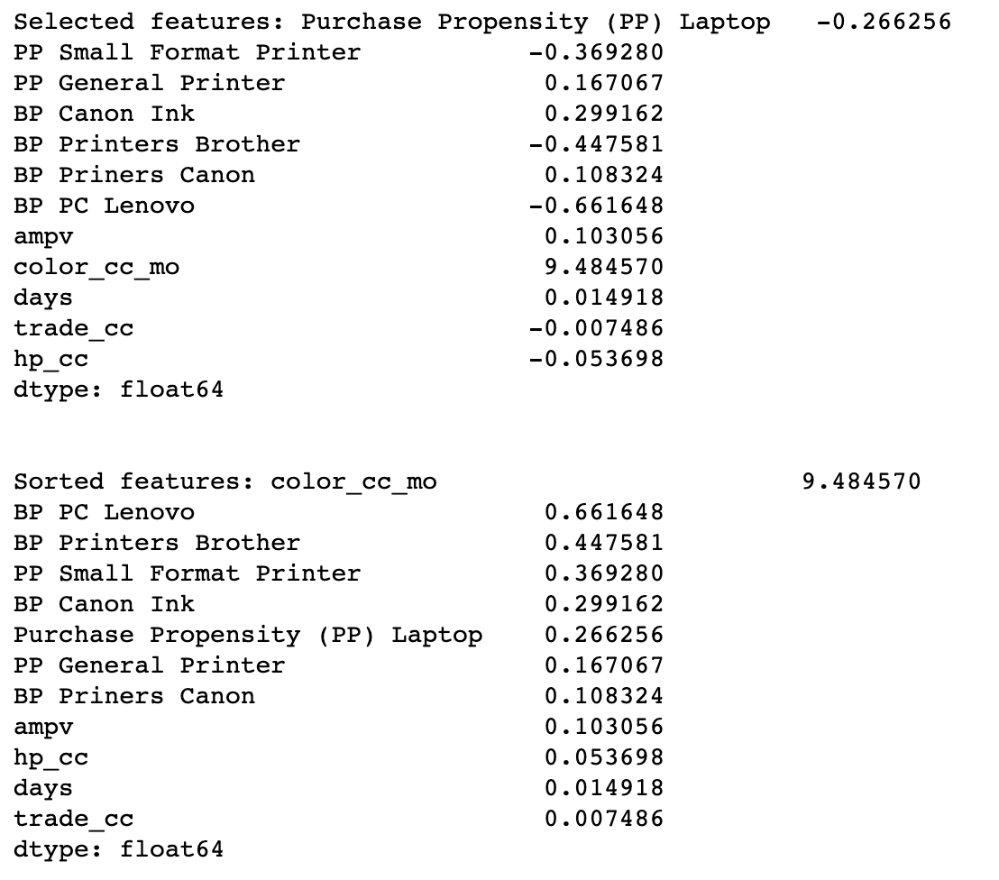 Selected features: Purchase Propensity (PP) Laptop   -0.266256
PP Small Format Printer           -0.369280
PP General Printer                 0.167067
BP Canon Ink                       0.299162
BP Printers Brother               -0.447581
BP Priners Canon                   0.108324
BP PC Lenovo                      -0.661648
ampv                               0.103056
color_cc_mo                        9.484570
days                               0.014918
trade_cc                          -0.007486
hp_cc                             -0.053698
dtype: float64
Sorted features: color_cc_mo                        9.484570
BP PC Lenovo                       0.661648
BP Printers Brother                0.447581
PP Small Format Printer            0.369280
BP Canon Ink                       0.299162
Purchase Propensity (PP) Laptop    0.266256
PP General Printer                 0.167067
BP Priners Canon                   0.108324
ampv                               0.103056
hp_cc                              0.053698
days                               0.014918
trade_cc                           0.007486
dtype: float64